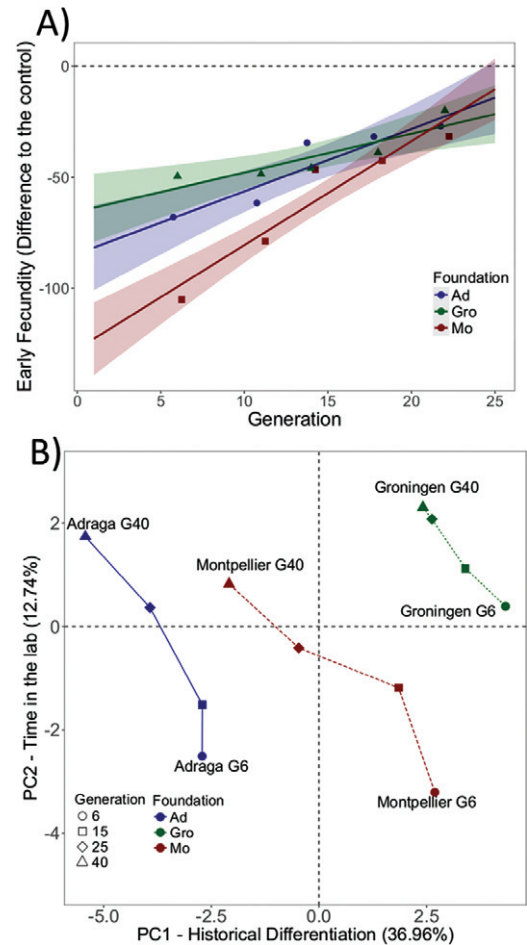 A)
Early Fecundity (Difference to the control)
0
-50
-100
Foundation
Ad
Gro
Mo
0 5 10 15 20 25
Generation
B)
PC2 - Time in the lab (12.74%)
2
0
-2
-4
Groningen G40
Adraga G40
Montpellier G40
Groningen G6
Adraga G6
Montpellier G6
Generation
6
15
25
40
Foundation
Ad
Gro
Mo
-5.0 -2.5 0.0 2.5
PC1 - Historical Differentiation (36.96%)